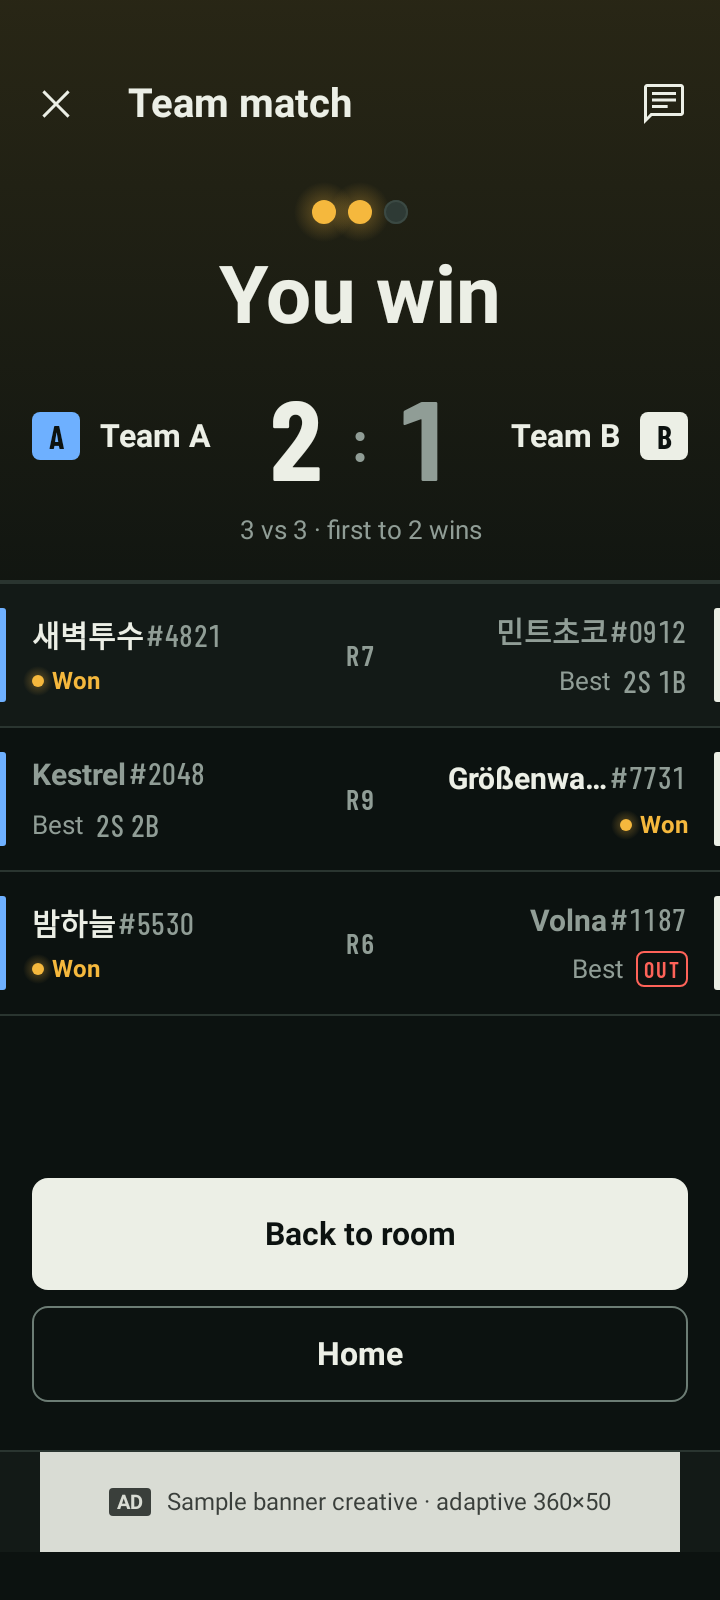 Team match
You win
A Team A 2 : 1 Team B B
3 vs 3 · first to 2 wins
새벽투수#4821 R7 민트초코#0912
Won Best 2S 1B
Kestrel#2048 R9 Größenwa...#7731
Best 2S 2B Won
밤하늘#5530 R6 Volna#1187
Won Best OUT
Back to room
Home
AD Sample banner creative · adaptive 360×50